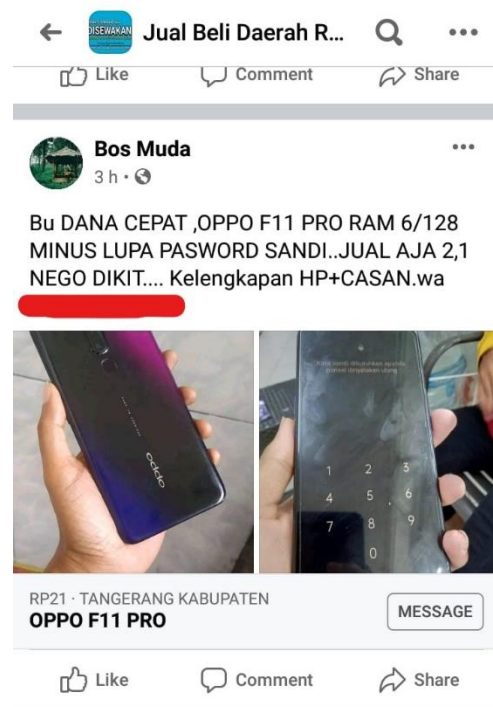 DISEWAKAN
Jual Beli Daerah R...
Like Comment Share
Bos Muda
3 h
Bu DANA CEPAT ,OPPO F11 PRO RAM 6/128
MINUS LUPA PASWORD SANDI..JUAL AJA 2,1
NEGO DIKIT.... Kelengkapan HP+CASAN.wa
oppo
1 2 3
4 5 6
7 8 9
0
RP21 · TANGERANG KABUPATEN
OPPO F11 PRO
MESSAGE
Like Comment Share